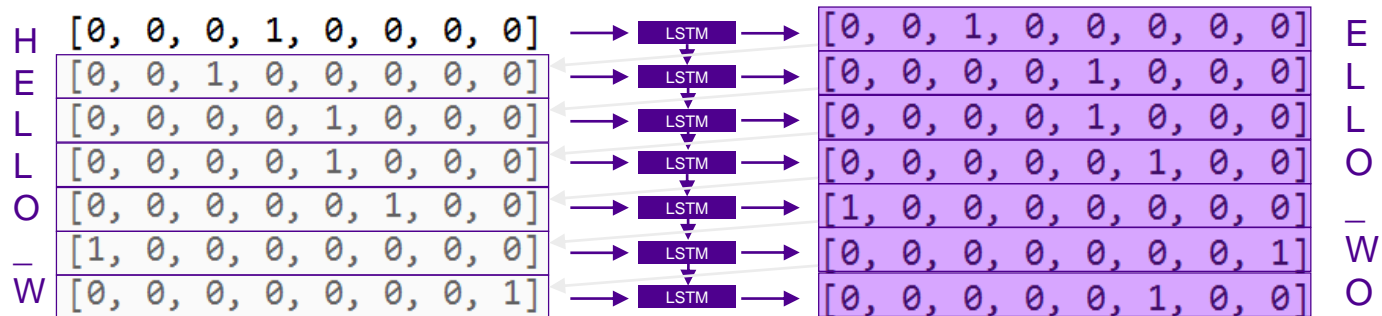 H [0, 0, 0, 1, 0, 0, 0, 0] LSTM [0, 0, 1, 0, 0, 0, 0, 0] E
E [0, 0, 1, 0, 0, 0, 0, 0] LSTM [0, 0, 0, 0, 1, 0, 0, 0] L
L [0, 0, 0, 0, 1, 0, 0, 0] LSTM [0, 0, 0, 0, 1, 0, 0, 0] L
L [0, 0, 0, 0, 1, 0, 0, 0] LSTM [0, 0, 0, 0, 0, 1, 0, 0] O
O [0, 0, 0, 0, 0, 1, 0, 0] LSTM [1, 0, 0, 0, 0, 0, 0, 0] _
_ [1, 0, 0, 0, 0, 0, 0, 0] LSTM [0, 0, 0, 0, 0, 0, 0, 1] W
W [0, 0, 0, 0, 0, 0, 0, 1] LSTM [0, 0, 0, 0, 0, 1, 0, 0] O